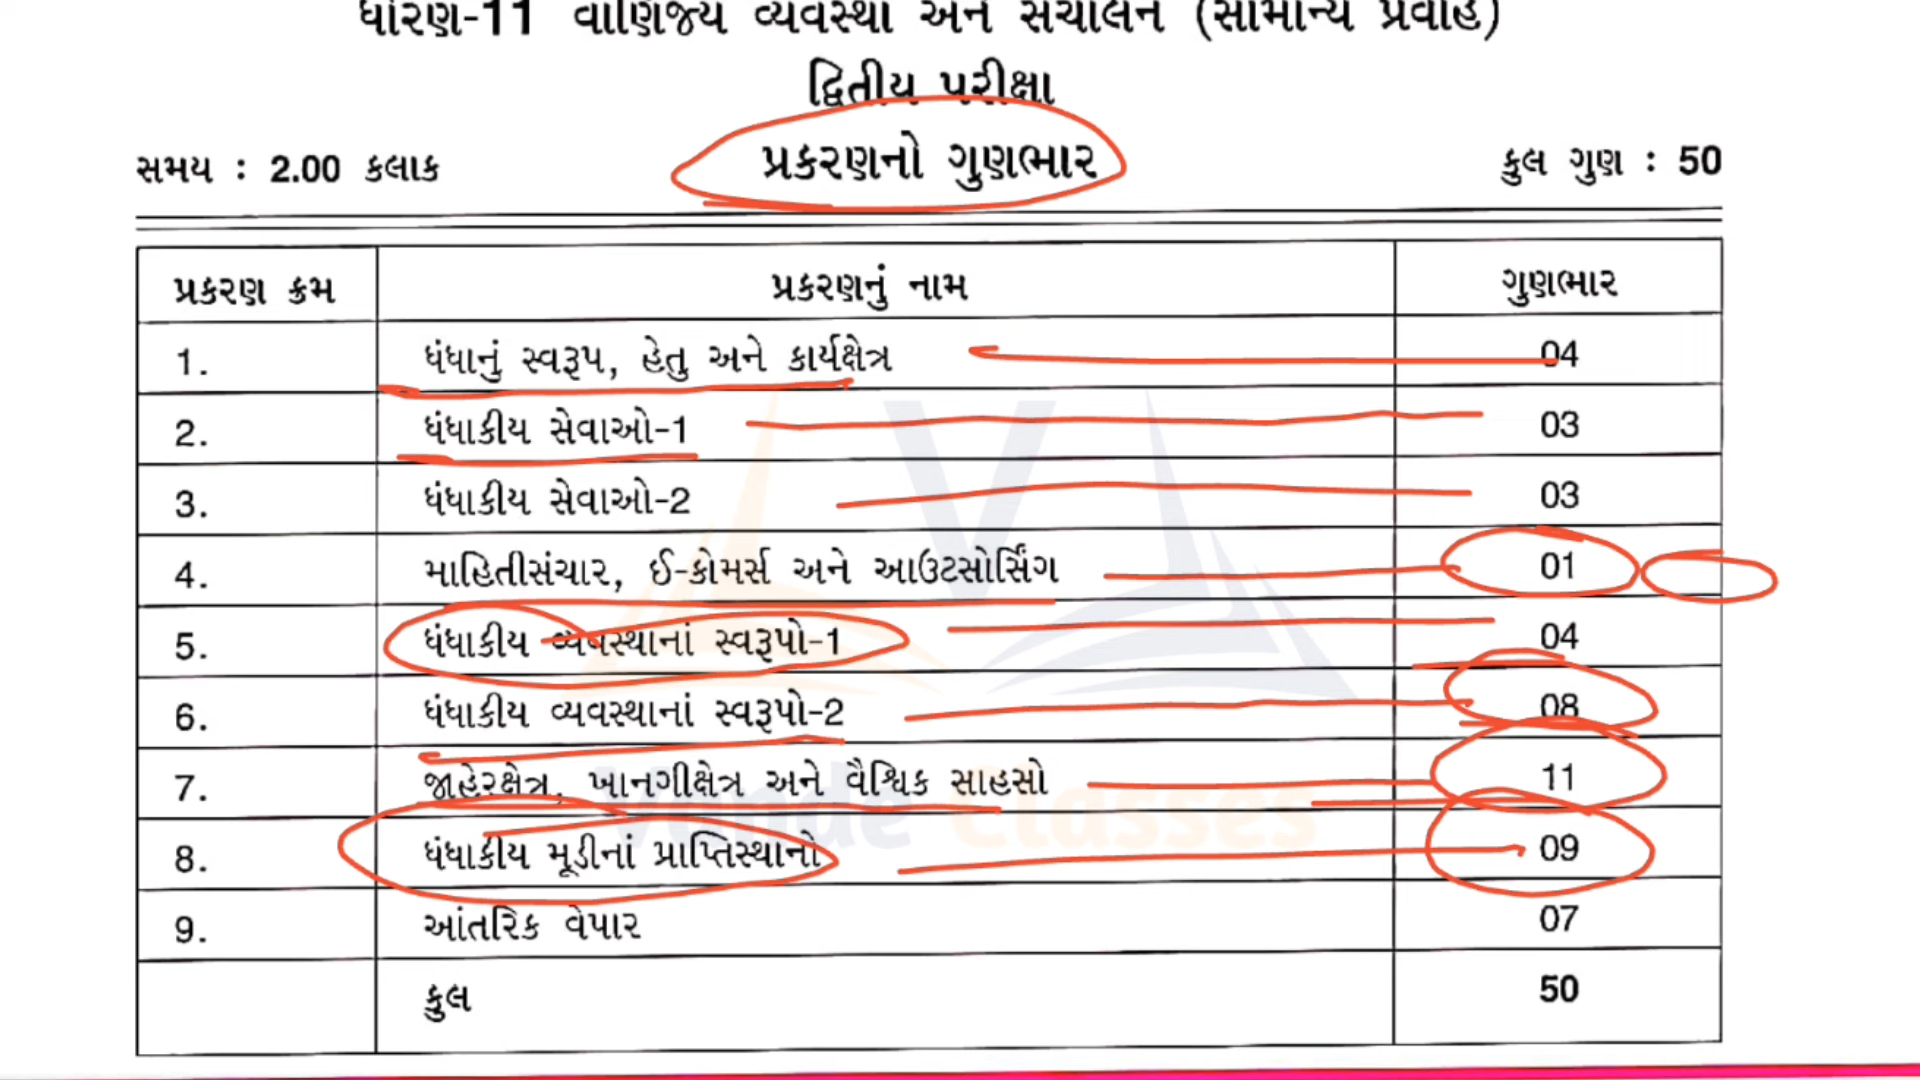 ધોરણ-11 વાણિજ્ય વ્યવસ્થા અને સંચાલન (સામાન્ય પ્રવાહ)
દ્વિતીય પરીક્ષા
સમય : 2.00 કલાક પ્રકરણનો ગુણભાર કુલ ગુણ : 50
પ્રકરણ ક્રમ પ્રકરણનું નામ ગુણભાર
1. ધંધાનું સ્વરૂપ, હેતુ અને કાર્યક્ષેત્ર 04
2. ધંધાકીય સેવાઓ-1 03
3. ધંધાકીય સેવાઓ-2 03
4. માહિતીસંચાર, ઈ-કોમર્સ અને આઉટસોર્સિંગ 01
5. ધંધાકીય વ્યવસ્થાનાં સ્વરૂપો-1 04
6. ધંધાકીય વ્યવસ્થાનાં સ્વરૂપો-2 08
7. જાહેરક્ષેત્ર, ખાનગીક્ષેત્ર અને વૈશ્વિક સાહસો 11
8. ધંધાકીય મૂડીનાં પ્રાપ્તિસ્થાનો 09
9. આંતરિક વેપાર 07
કુલ 50
Vande Classes